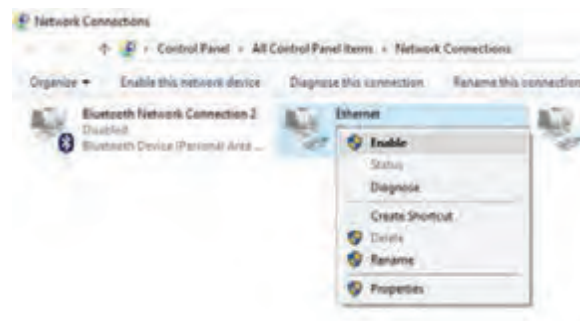 Network Connections
Control Panel › All Control Panel Items › Network Connections
Organize Enable this network device Diagnose this connection Rename this connection
Bluetooth Network Connection 2
Disabled
Bluetooth Device (Personal Area ...
Ethernet
Enable
Status
Diagnose
Create Shortcut
Delete
Rename
Properties